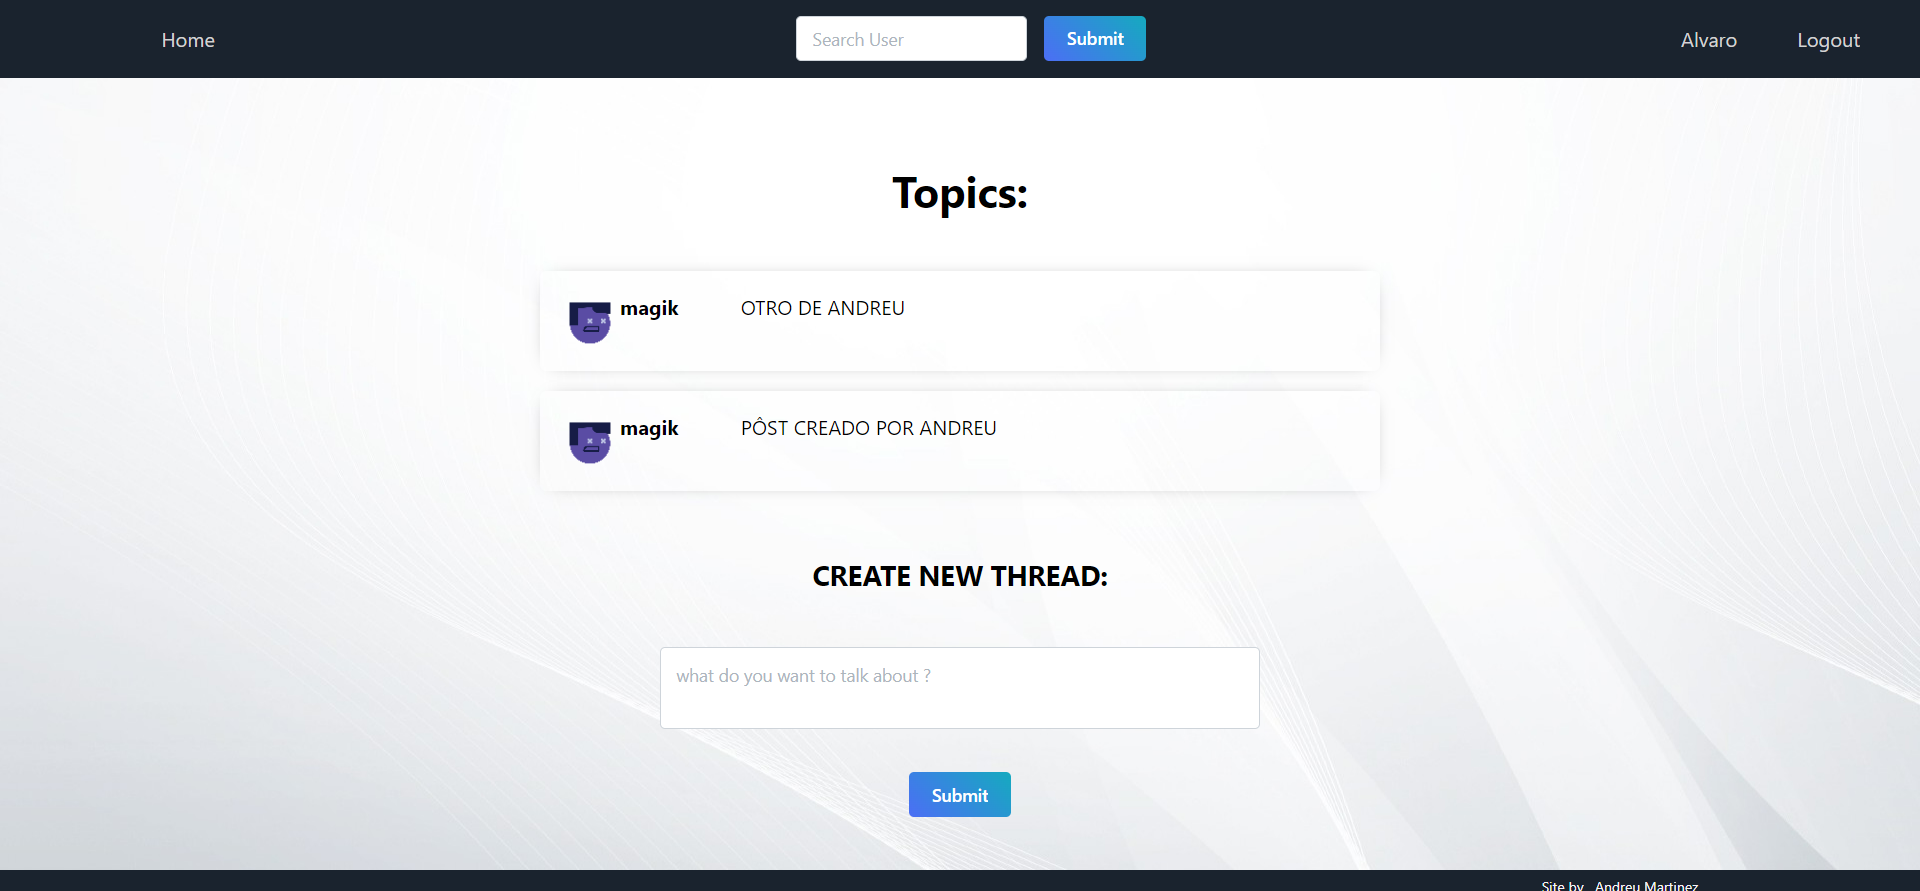 Home
Search User
Submit
Alvaro
Logout
Topics:
magik
OTRO DE ANDREU
magik
PÔST CREADO POR ANDREU
CREATE NEW THREAD:
what do you want to talk about ?
Submit
Site by Andreu Martinez